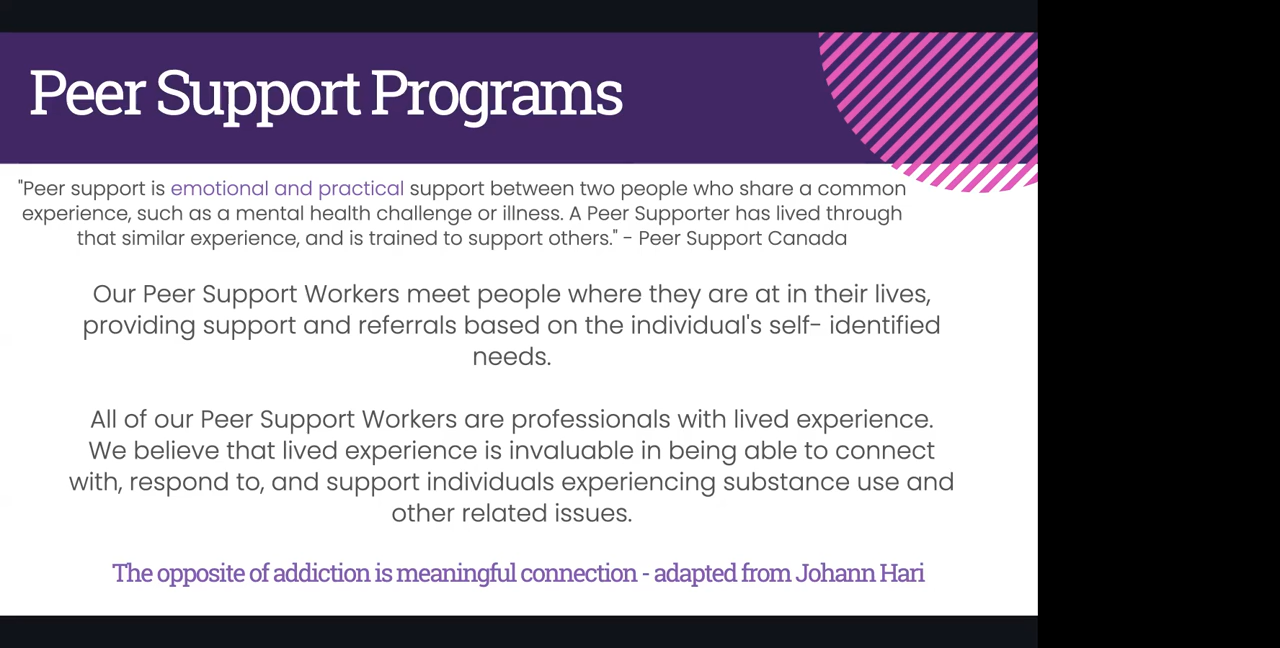 Peer Support Programs
"Peer support is emotional and practical support between two people who share a common
experience, such as a mental health challenge or illness. A Peer Supporter has lived through
that similar experience, and is trained to support others." - Peer Support Canada
Our Peer Support Workers meet people where they are at in their lives,
providing support and referrals based on the individual's self- identified
needs.
All of our Peer Support Workers are professionals with lived experience.
We believe that lived experience is invaluable in being able to connect
with, respond to, and support individuals experiencing substance use and
other related issues.
The opposite of addiction is meaningful connection - adapted from Johann Hari